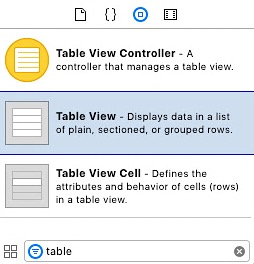 Table View Controller - A
controller that manages a table view.
Table View - Displays data in a list
of plain, sectioned, or grouped rows.
Table View Cell - Defines the
attributes and behavior of cells (rows)
in a table view.
table